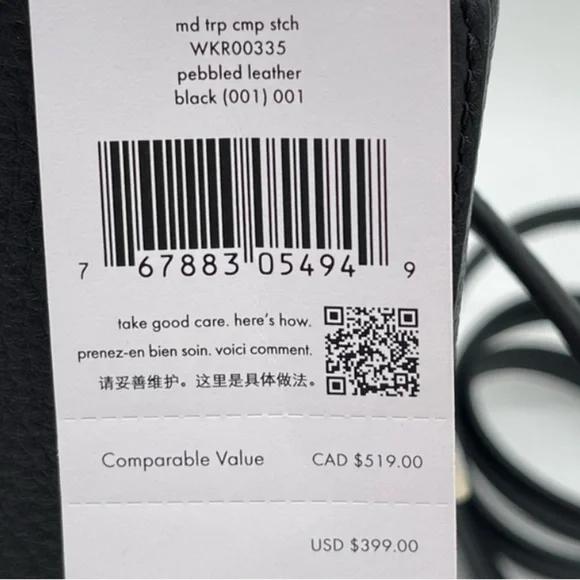 md trp cmp stch
WKR00335
pebbled leather
black (001) 001
7 67883 05494 9
take good care. here's how.
prenez-en bien soin. voici comment.
请妥善维护。这里是具体做法。
Comparable Value CAD $519.00
USD $399.00